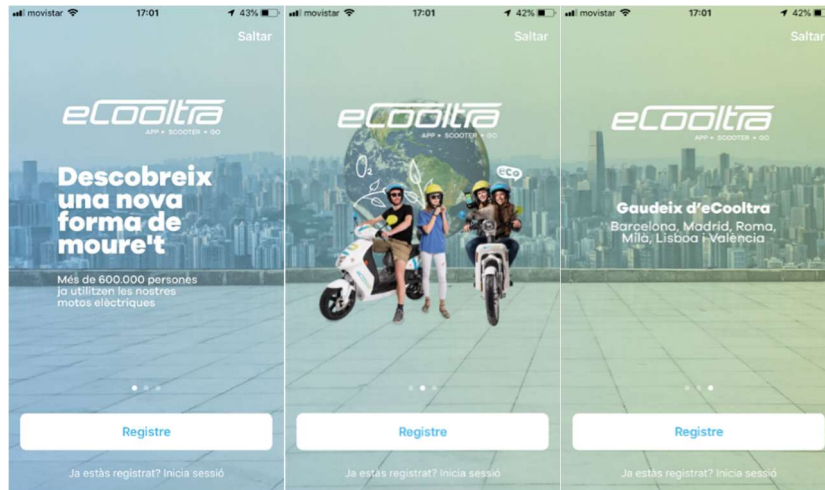 movistar 17:01 43%
Saltar
eCooltra
APP • SCOOTER • GO
Descobreix
una nova
forma de
moure't
Més de 600.000 persones
ja utilitzen les nostres
motos elèctriques
Registre
Ja estàs registrat? Inicia sessió
movistar 17:01 42%
Saltar
eCooltra
APP • SCOOTER • GO
O₂
eco
Registre
Ja estàs registrat? Inicia sessió
movistar 17:01 42%
Saltar
eCooltra
APP • SCOOTER • GO
Gaudeix d'eCooltra
Barcelona, Madrid, Roma,
Milà, Lisboa i València
Registre
Ja estàs registrat? Inicia sessió